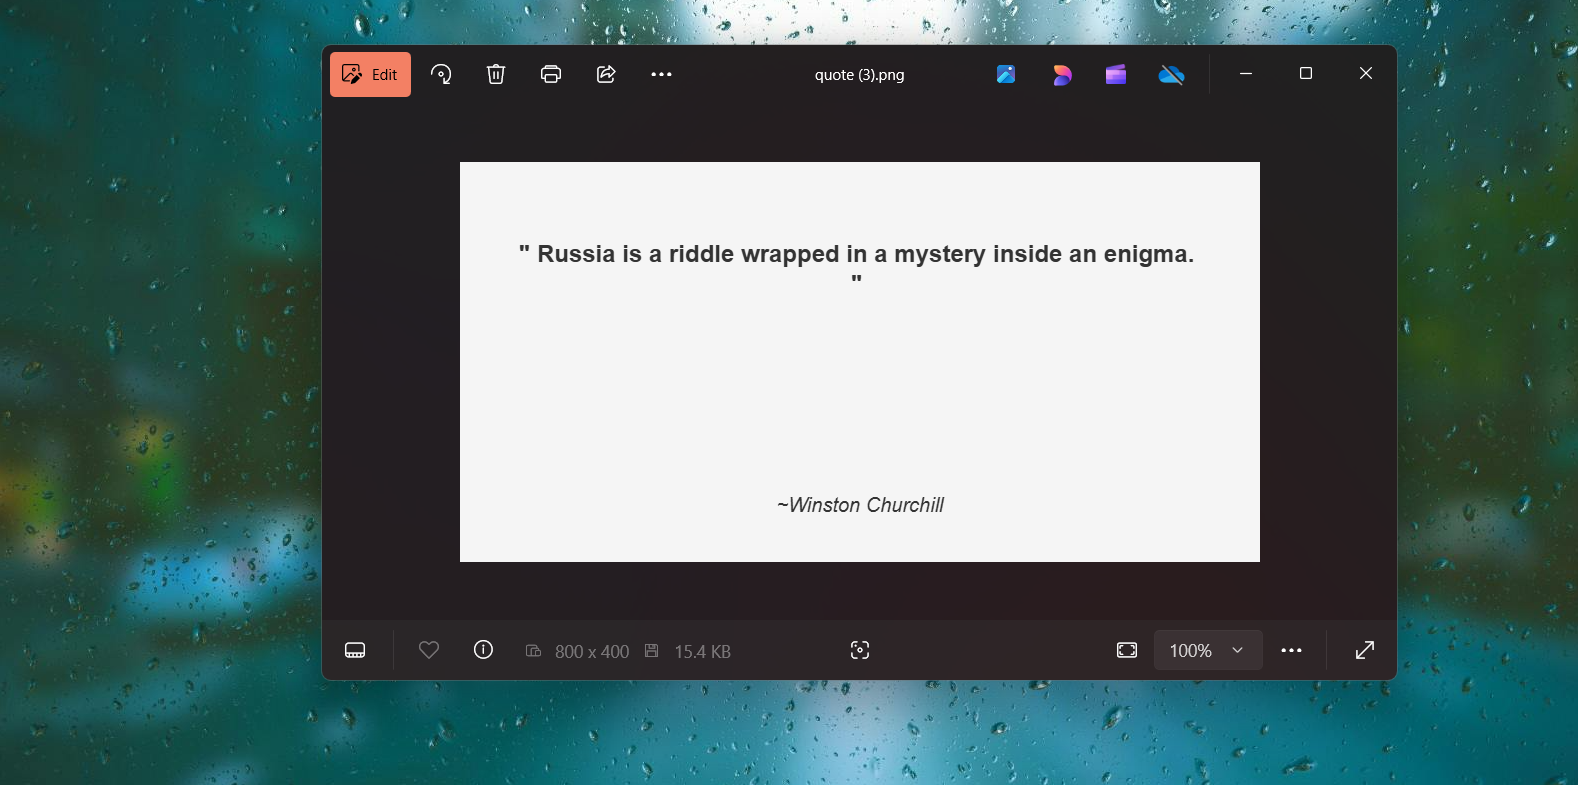 Edit
quote (3).png
" Russia is a riddle wrapped in a mystery inside an enigma.
"
~Winston Churchill
800 x 400
15.4 KB
100%